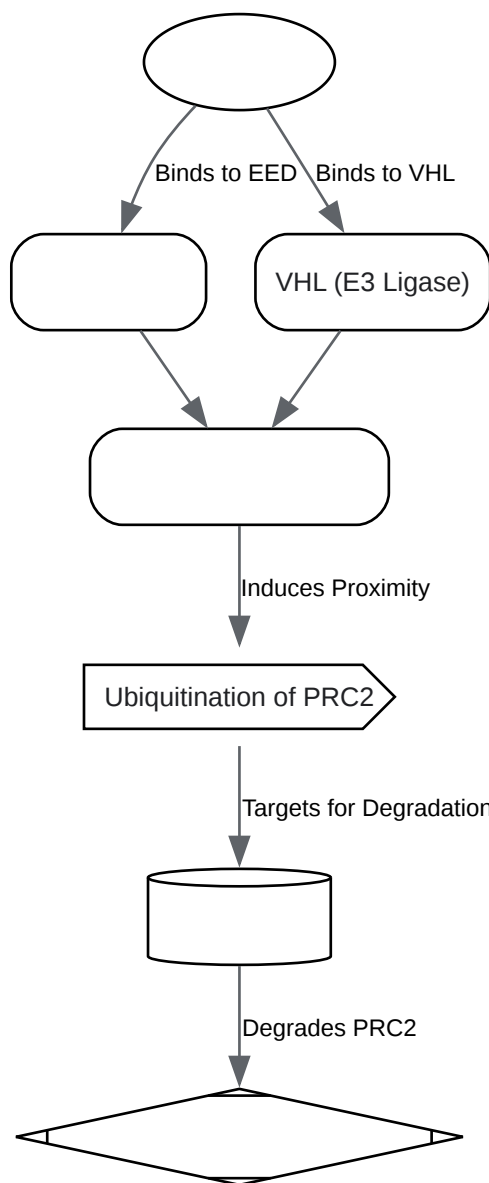 Binds to EED
Binds to VHL
VHL (E3 Ligase)
Induces Proximity
Ubiquitination of PRC2
Targets for Degradation
Degrades PRC2